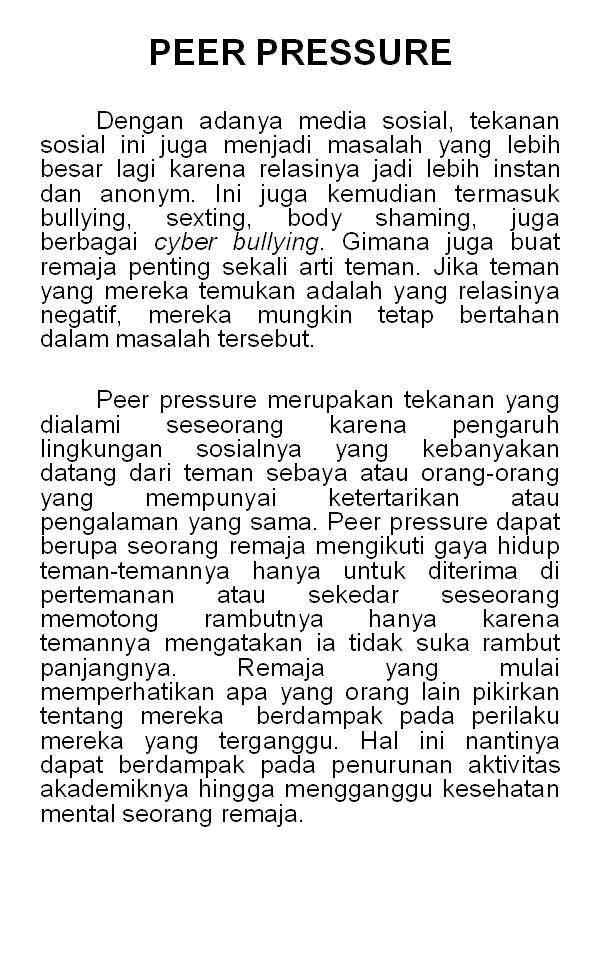 PEER PRESSURE
Dengan adanya media sosial, tekanan
sosial ini juga menjadi masalah yang lebih
besar lagi karena relasinya jadi lebih instan
dan anonym. Ini juga kemudian termasuk
bullying, sexting, body shaming, juga
berbagai cyber bullying. Gimana juga buat
remaja penting sekali arti teman. Jika teman
yang mereka temukan adalah yang relasinya
negatif, mereka mungkin tetap bertahan
dalam masalah tersebut.
Peer pressure merupakan tekanan yang
dialami seseorang karena pengaruh
lingkungan sosialnya yang kebanyakan
datang dari teman sebaya atau orang-orang
yang mempunyai ketertarikan atau
pengalaman yang sama. Peer pressure dapat
berupa seorang remaja mengikuti gaya hidup
teman-temannya hanya untuk diterima di
pertemanan atau sekedar seseorang
memotong rambutnya hanya karena
temannya mengatakan ia tidak suka rambut
panjangnya. Remaja yang mulai
memperhatikan apa yang orang lain pikirkan
tentang mereka berdampak pada perilaku
mereka yang terganggu. Hal ini nantinya
dapat berdampak pada penurunan aktivitas
akademiknya hingga mengganggu kesehatan
mental seorang remaja.